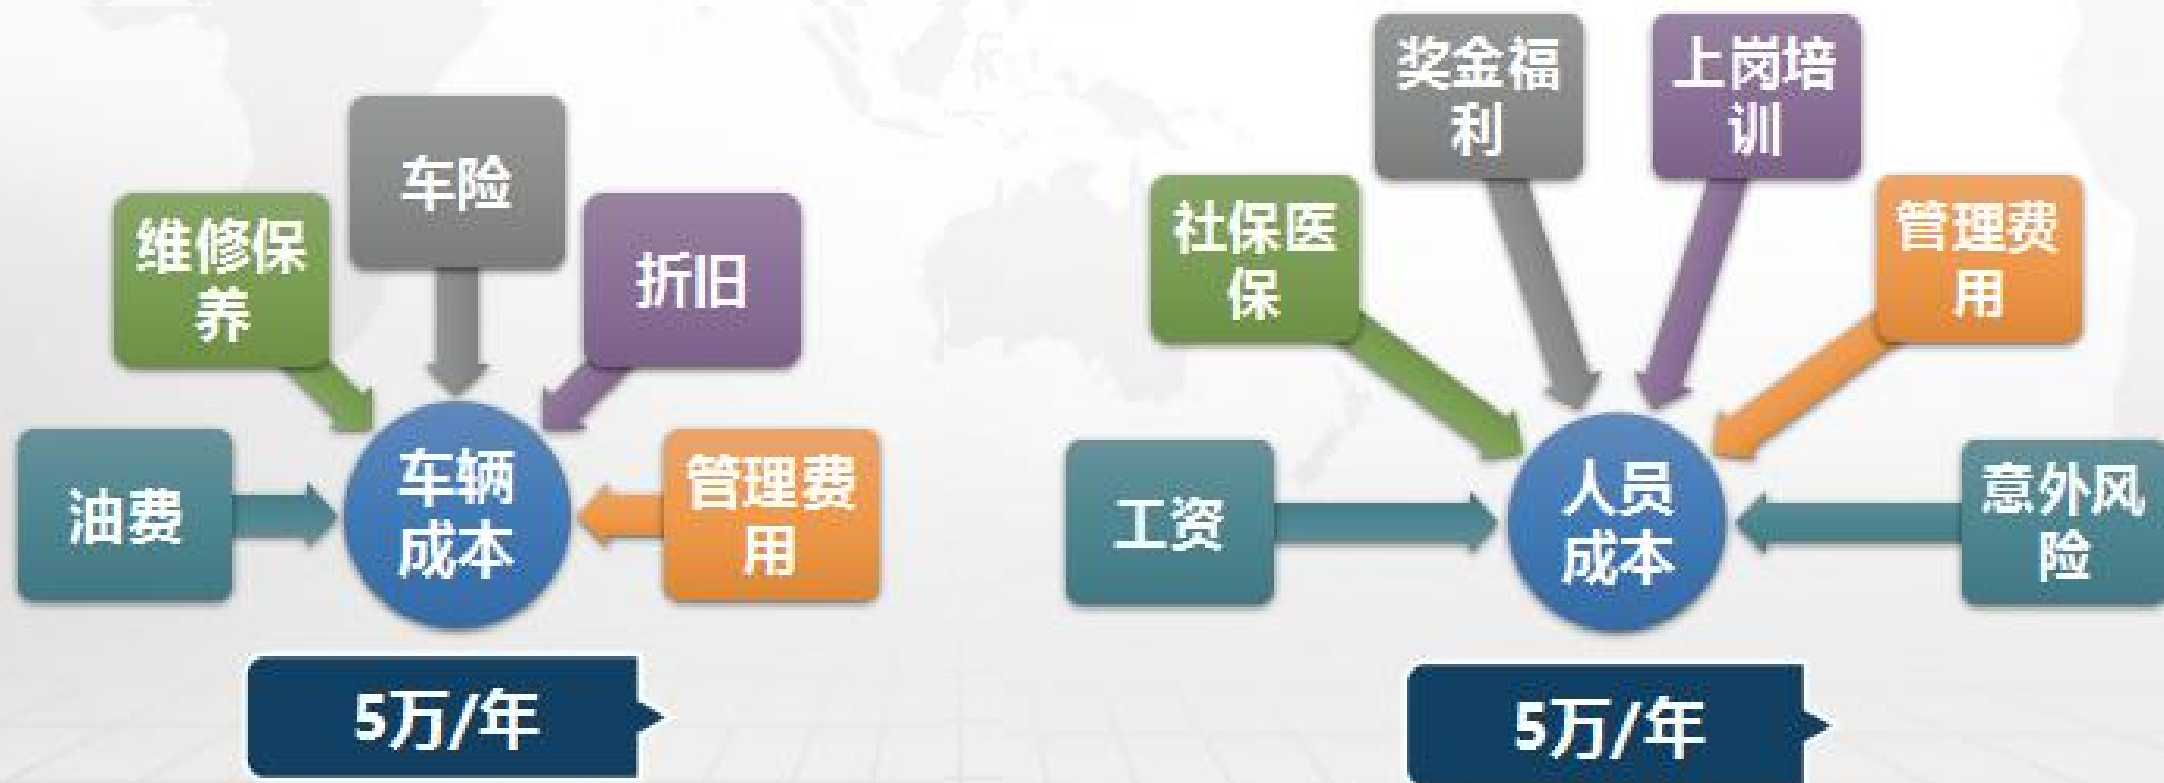 车险
维修保
养
折旧
油费
车辆
成本
管理费
用
5万/年
奖金福
利
上岗培
训
社保医
保
管理费
用
工资
人员
成本
意外风
险
5万/年